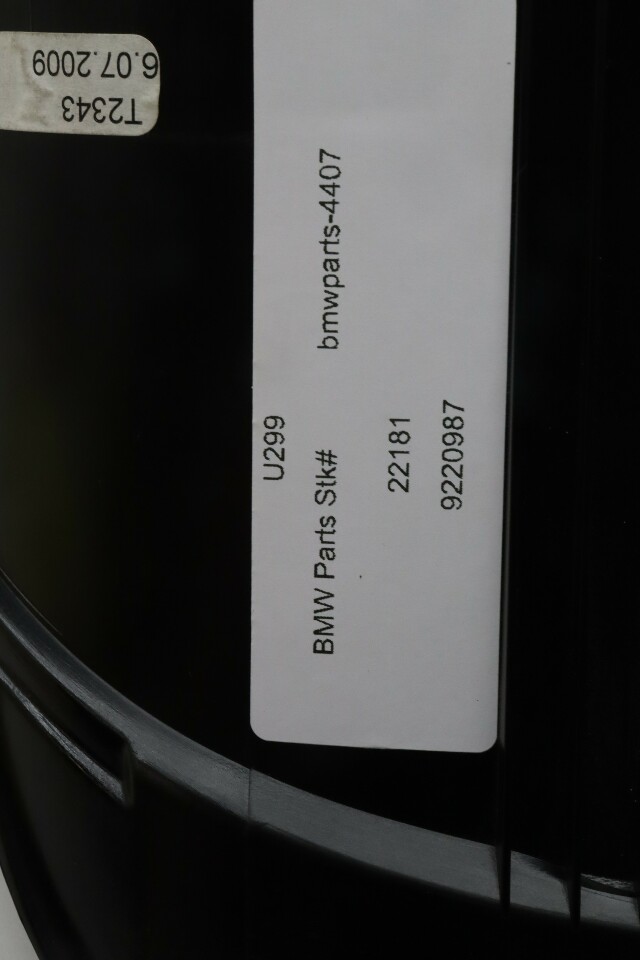 T2343
6.07.2009
U299
BMW Parts Stk# bmwparts-4407
22181
9220987